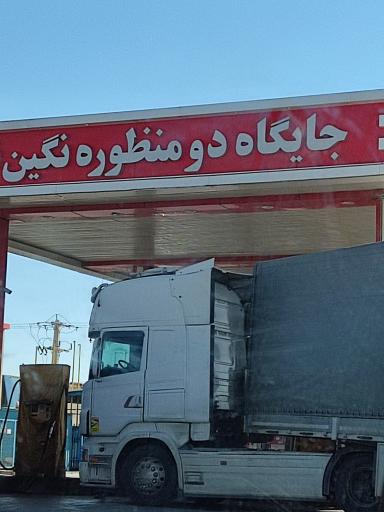 جایگاه دو منظوره نگین